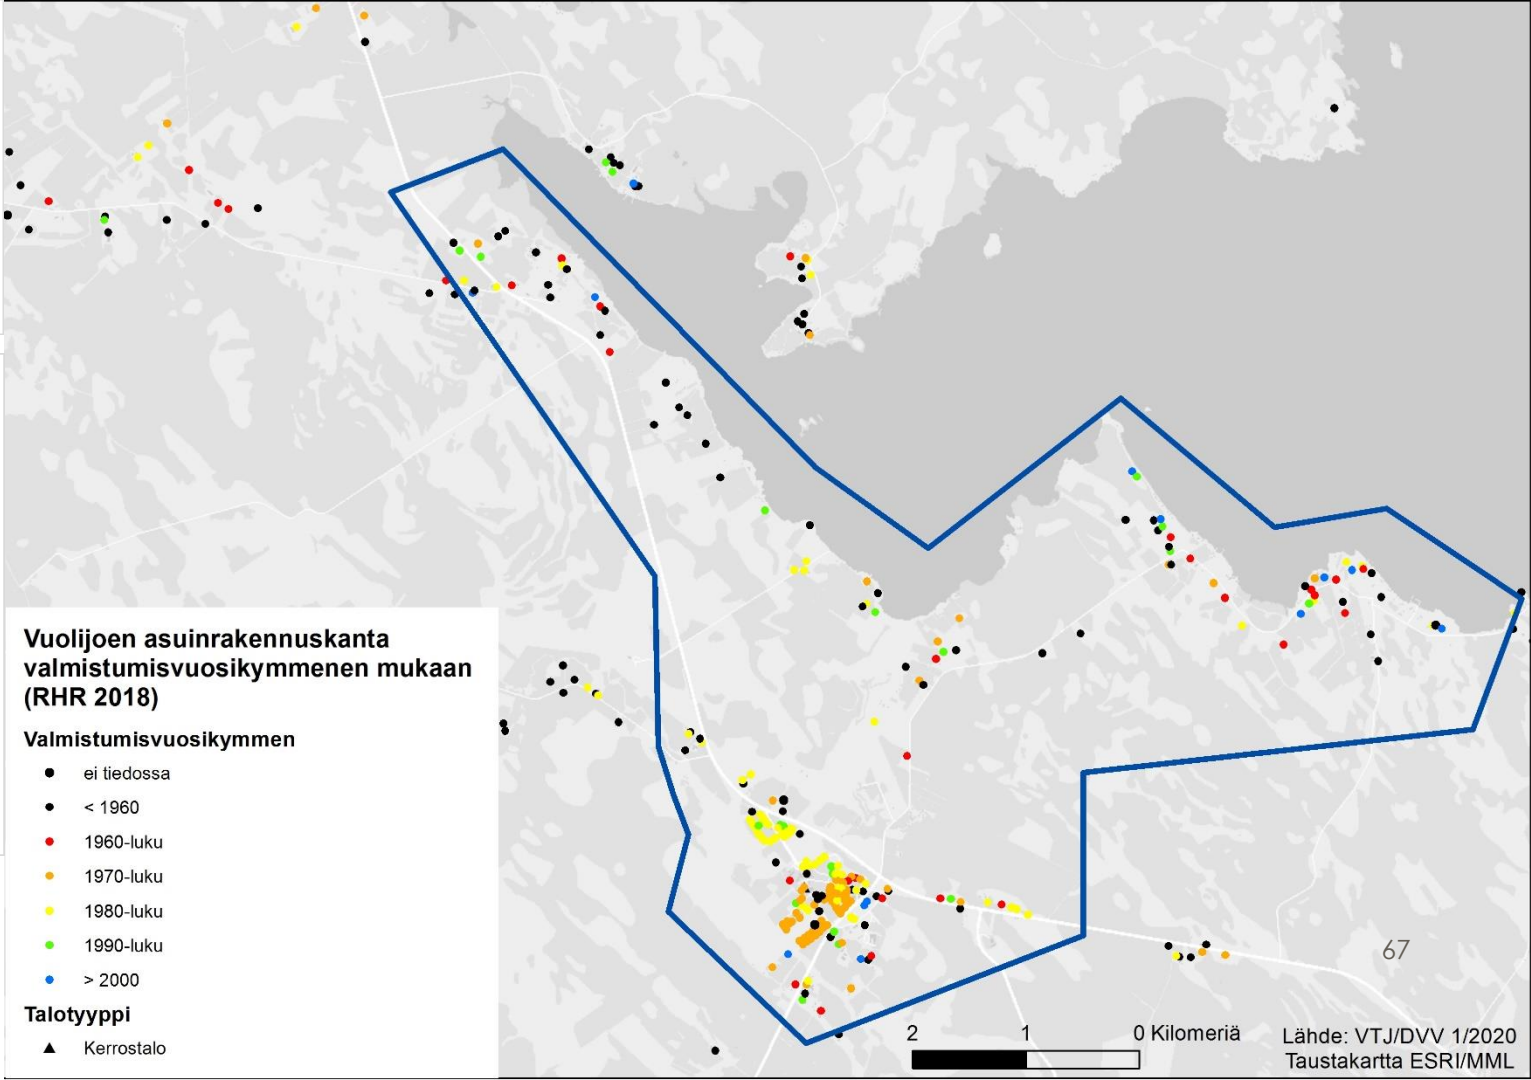 Vuolijoen asuinrakennuskanta
valmistumisvuosikymmenen mukaan
(RHR 2018)
Valmistumisvuosikymmen
ei tiedossa
< 1960
1960-luku
1970-luku
1980-luku
1990-luku
> 2000
Talotyyppi
Kerrostalo
67
2 1 0 Kilomeriä
Lähde: VTJ/DVV 1/2020
Taustakartta ESRI/MML